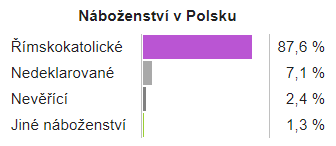 Náboženství v Polsku
Římskokatolické 87,6 %
Nedeklarované 7,1 %
Nevěřící 2,4 %
Jiné náboženství 1,3 %